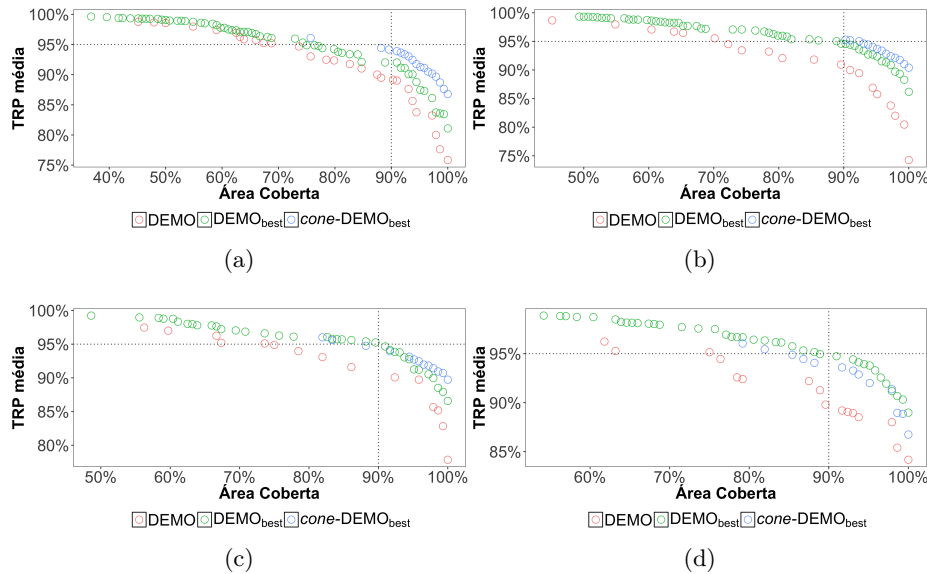 100%
95%
90%
85%
80%
75%
TRP média
40% 50% 60% 70% 80% 90% 100%
Área Coberta
DEMO DEMObest cone-DEMObest
(a)
100%
95%
90%
85%
80%
75%
TRP média
50% 60% 70% 80% 90% 100%
Área Coberta
DEMO DEMObest cone-DEMObest
(b)
100%
95%
90%
85%
80%
TRP média
50% 60% 70% 80% 90% 100%
Área Coberta
DEMO DEMObest cone-DEMObest
(c)
95%
90%
85%
TRP média
60% 70% 80% 90% 100%
Área Coberta
DEMO DEMObest cone-DEMObest
(d)